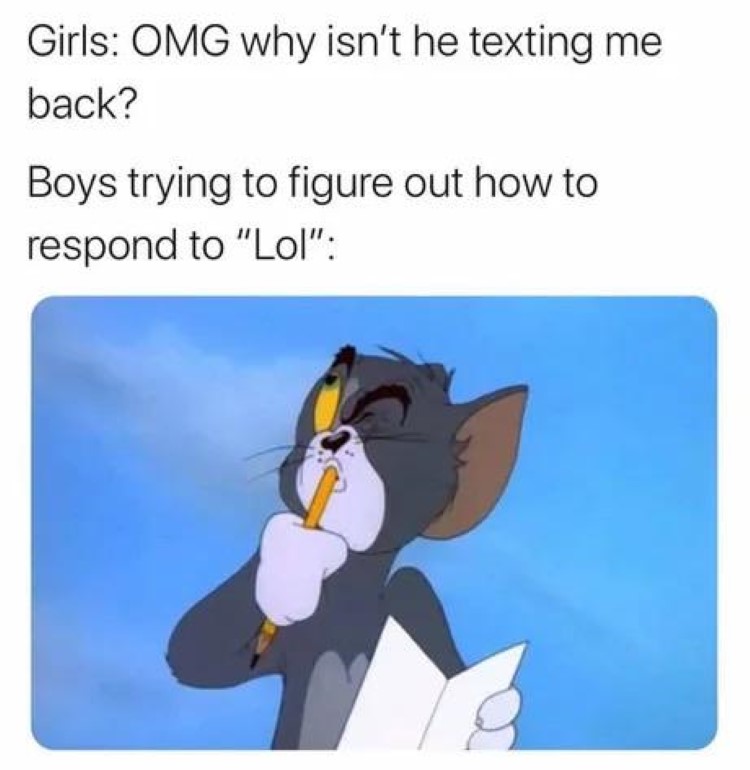 Girls: OMG why isn't he texting me
back?
Boys trying to figure out how to
respond to "Lol":